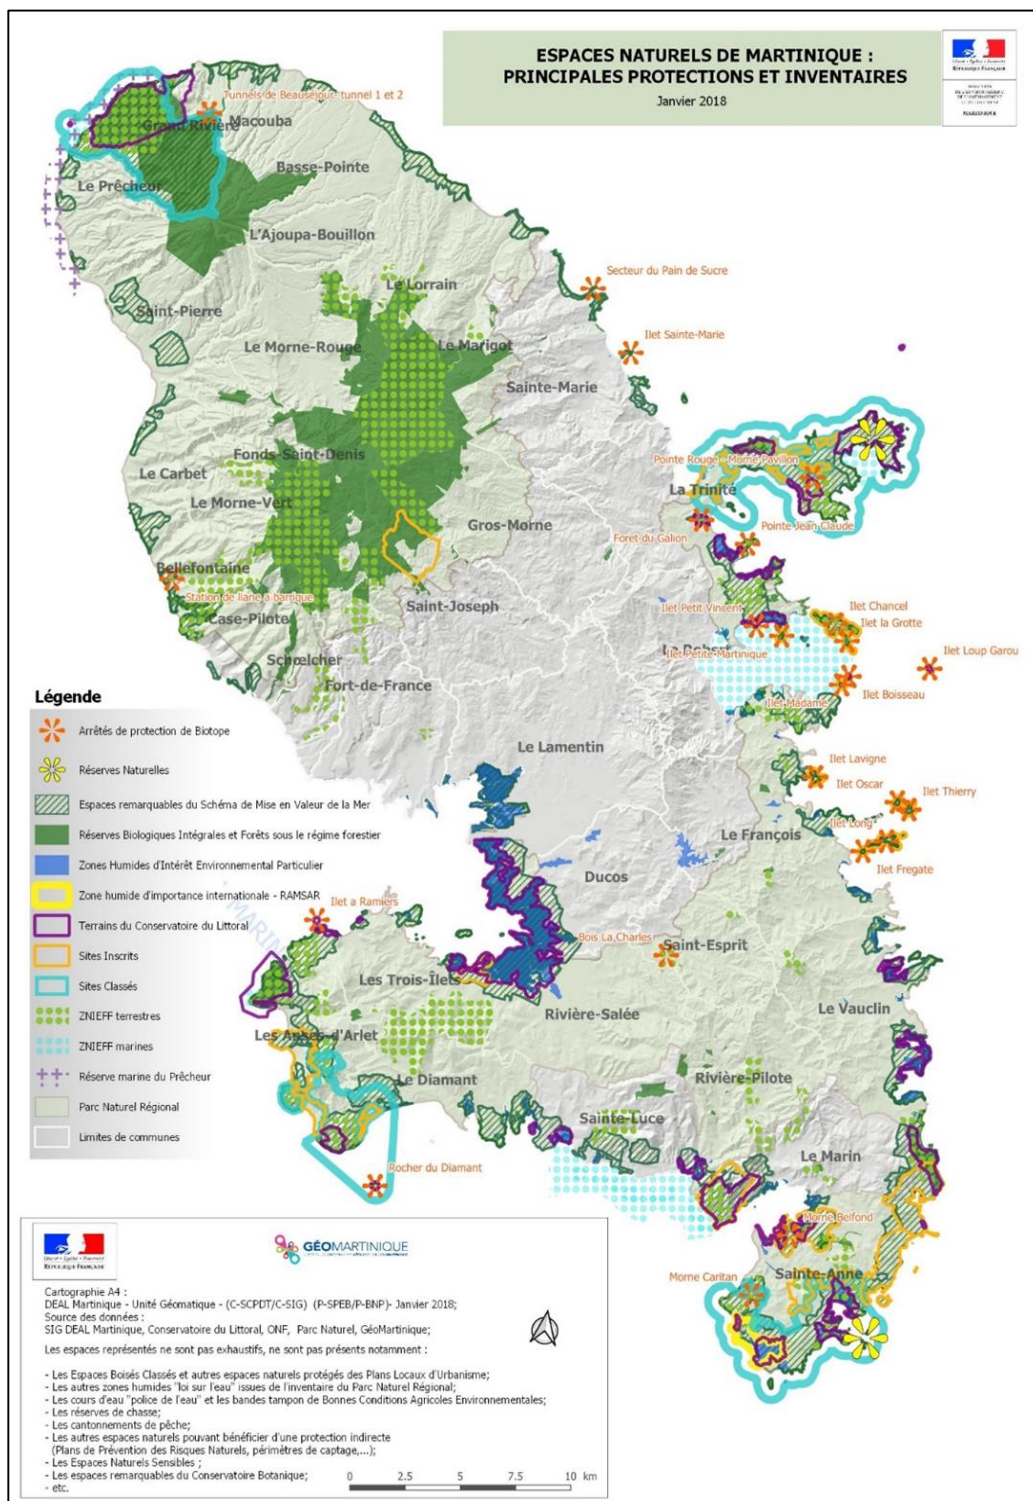 ESPACES NATURELS DE MARTINIQUE :
PRINCIPALES PROTECTIONS ET INVENTAIRES
Janvier 2018
RÉPUBLIQUE FRANÇAISE
MARTINIQUE
Tunnels de Beauséjour, tunnel 1 et 2
Macouba
Grand Rivière
Basse-Pointe
Le Prêcheur
L'Ajoupa-Bouillon
Secteur du Pain de Sucre
Le Lorrain
Saint-Pierre
Ilet Sainte-Marie
Le Morne-Rouge
Le Marigot
Sainte-Marie
Fonds-Saint-Denis
Pointe Rouge - Morne Pavillon
Le Carbet
La Trinité
Le Morne-Vert
Gros-Morne
Pointe Jean Claude
Foret du Galion
Bellefontaine
Station de liane à barrique
Saint-Joseph
Ilet Petit Vincent
Ilet Chancel
Case-Pilote
Ilet la Grotte
Le Robert
Ilet Petite Martinique
Ilet Loup Garou
Schœlcher
Fort-de-France
Ilet Boisseau
Ilet Madame
Le Lamentin
Ilet Lavigne
Ilet Oscar
Ilet Thierry
Ilet Long
Le François
Ilet Fregate
Ducos
Ilet a Ramiers
Bois La Charles
Saint-Esprit
Les Trois-Îlets
Rivière-Salée
Le Vauclin
Les Anses-d'Arlet
Le Diamant
Rivière-Pilote
Sainte-Luce
Le Marin
Rocher du Diamant
Morne Belfond
Morne Caritan
Sainte-Anne
Légende
Arrêtés de protection de Biotope
Réserves Naturelles
Espaces remarquables du Schéma de Mise en Valeur de la Mer
Réserves Biologiques Intégrales et Forêts sous le régime forestier
Zones Humides d'Intérêt Environnemental Particulier
Zone humide d'importance internationale - RAMSAR
Terrains du Conservatoire du Littoral
Sites Inscrits
Sites Classés
ZNIEFF terrestres
ZNIEFF marines
Réserve marine du Prêcheur
Parc Naturel Régional
Limites de communes
RÉPUBLIQUE FRANÇAISE
GÉOMARTINIQUE
Cartographie A4 :
DEAL Martinique - Unité Géomatique - (C-SCPDT/C-SIG) (P-SPEB/P-BNP)- Janvier 2018;
Source des données :
SIG DEAL Martinique, Conservatoire du Littoral, ONF, Parc Naturel, GéoMartinique;
Les espaces représentés ne sont pas exhaustifs, ne sont pas présents notamment :
- Les Espaces Boisés Classés et autres espaces naturels protégés des Plans Locaux d'Urbanisme;
- Les autres zones humides "loi sur l'eau" issues de l'inventaire du Parc Naturel Régional;
- Les cours d'eau "police de l'eau" et les bandes tampon de Bonnes Conditions Agricoles Environnementales;
- Les réserves de chasse;
- Les cantonnements de pêche;
- Les autres espaces naturels pouvant bénéficier d'une protection indirecte
(Plans de Prévention des Risques Naturels, périmètres de captage,...);
- Les Espaces Naturels Sensibles ;
- Les espaces remarquables du Conservatoire Botanique;
- etc.
0 2.5 5 7.5 10 km